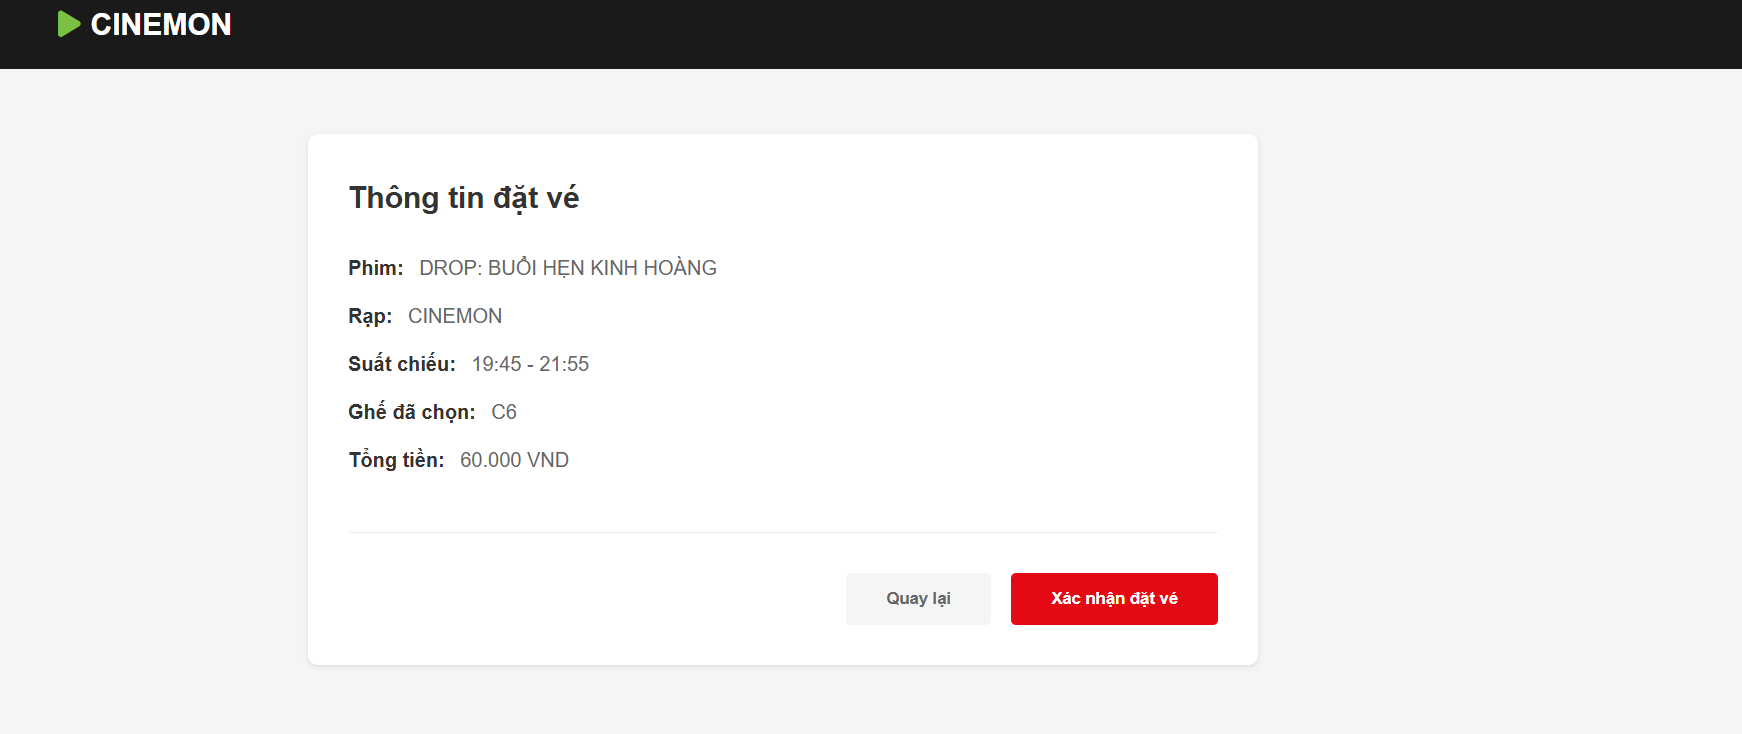 CINEMON
Thông tin đặt vé
Phim: DROP: BUỔI HẸN KINH HOÀNG
Rạp: CINEMON
Suất chiếu: 19:45 - 21:55
Ghế đã chọn: C6
Tổng tiền: 60.000 VND
Quay lại
Xác nhận đặt vé